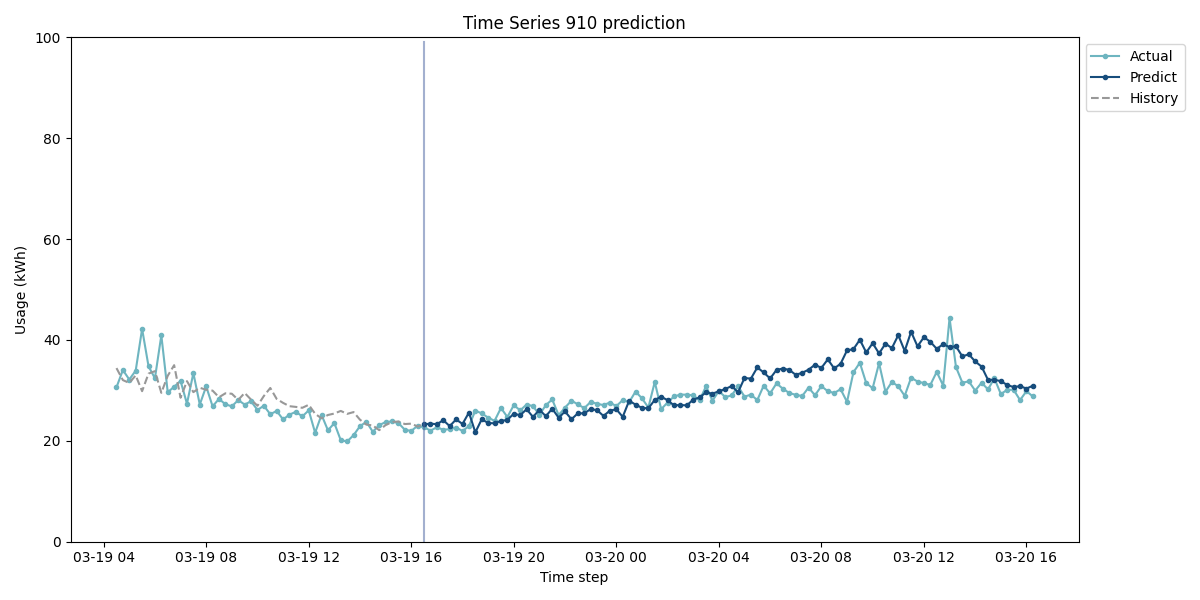 Time Series 910 prediction
Usage (kWh)
100
80
60
40
20
0
03-19 04
03-19 08
03-19 12
03-19 16
03-19 20
03-20 00
03-20 04
03-20 08
03-20 12
03-20 16
Time step
Actual
Predict
History